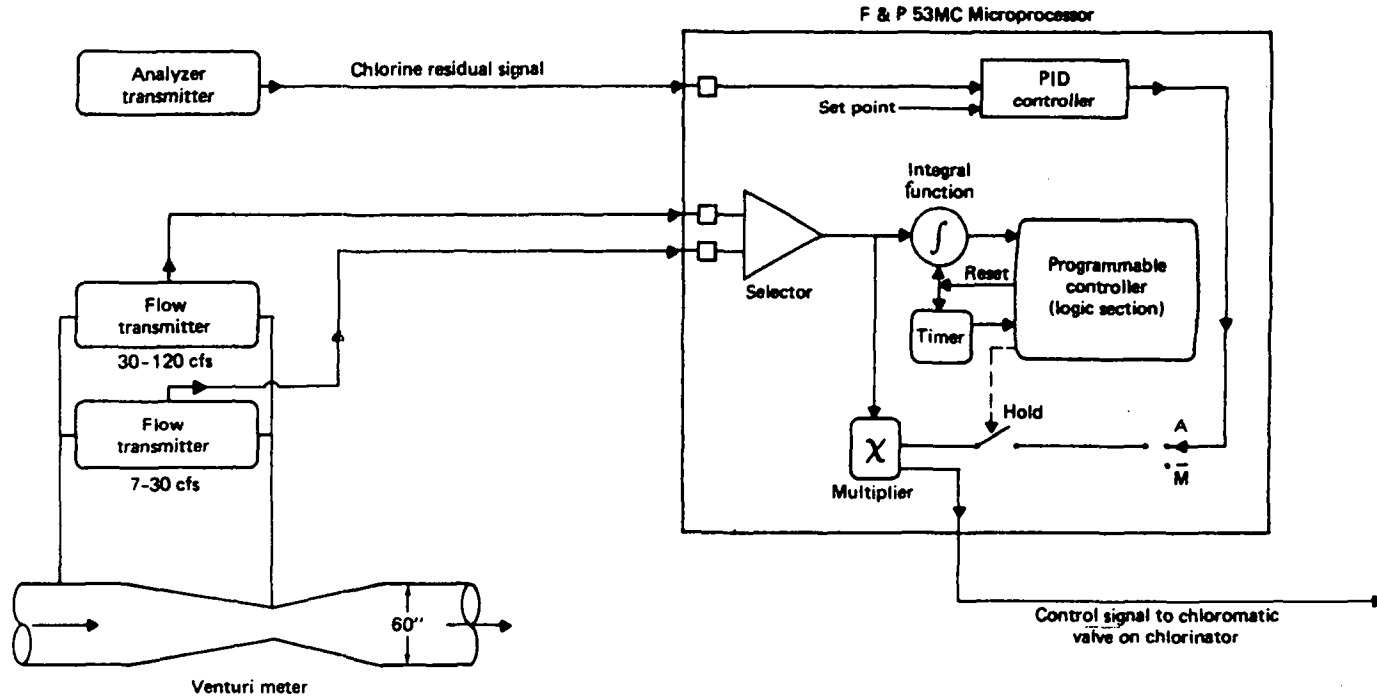 F & P 53MC Microprocessor
Analyzer
transmitter
Chlorine residual signal
PID
controller
Set point
Integral
function
∫
Reset
Programmable
controller
(logic section)
Selector
Timer
Flow
transmitter
30-120 cfs
Flow
transmitter
7-30 cfs
Hold
A
M
X
Multiplier
60"
Control signal to chloromatic
valve on chlorinator
Venturi meter